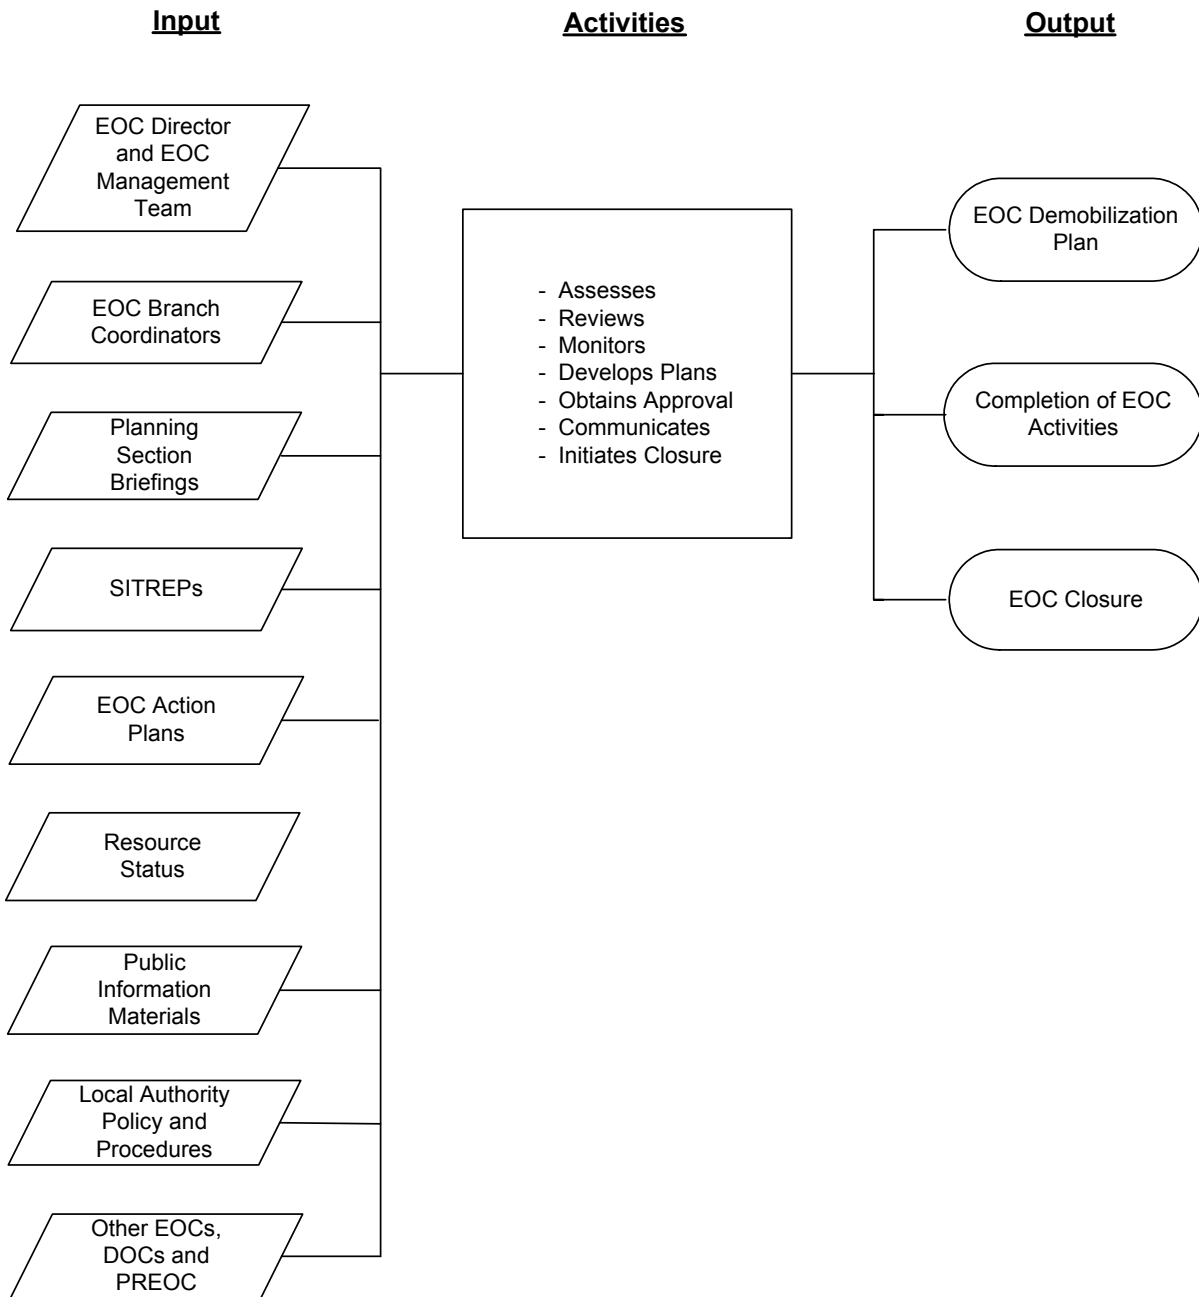 Input
Activities
Output
EOC Director
and EOC
Management
Team
EOC Branch
Coordinators
Planning
Section
Briefings
SITREPs
EOC Action
Plans
Resource
Status
Public
Information
Materials
Local Authority
Policy and
Procedures
Other EOCs,
DOCs and
PREOC
- Assesses
- Reviews
- Monitors
- Develops Plans
- Obtains Approval
- Communicates
- Initiates Closure
EOC Demobilization
Plan
Completion of EOC
Activities
EOC Closure